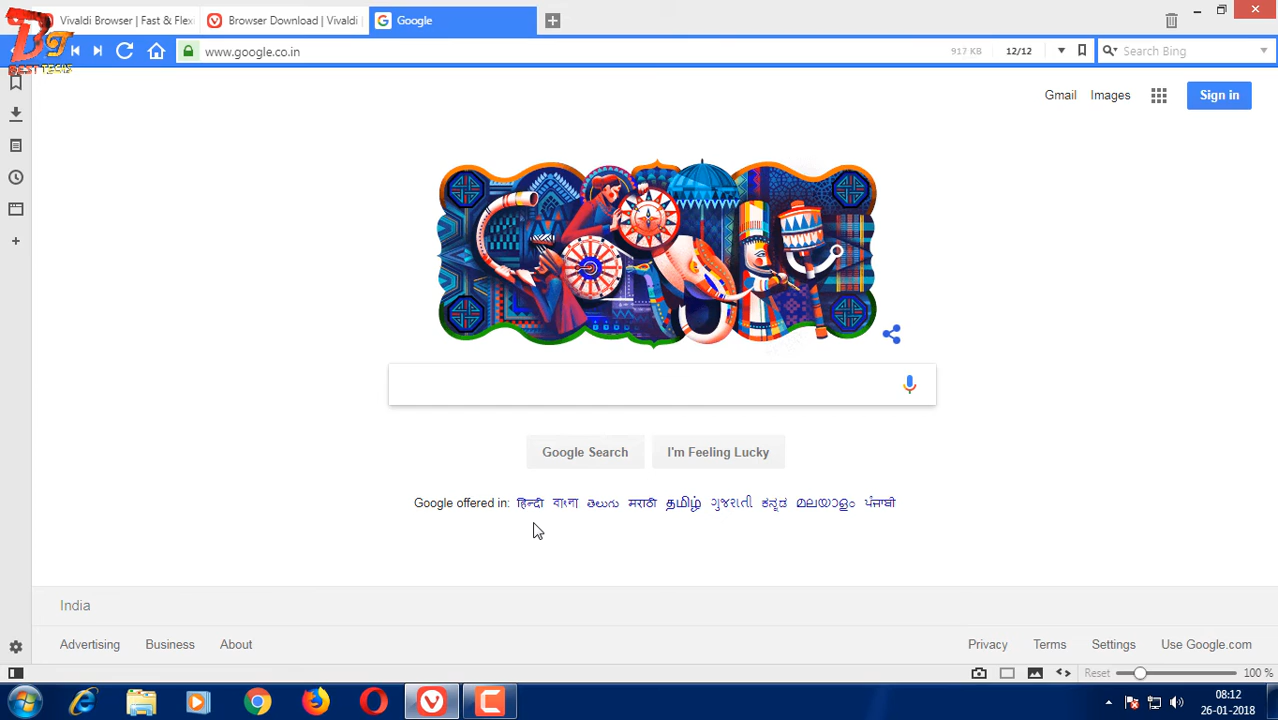 Vivaldi Browser | Fast & Flex
Browser Download | Vivaldi |
Google
www.google.co.in
917 KB
12/12
Search Bing
Gmail
Images
Sign in
Google Search
I'm Feeling Lucky
Google offered in: हिन्दी বাংলা తెలుగు मराठी தமிழ் ગુજરાતી ಕನ್ನಡ മലയാളം ਪੰਜਾਬੀ
India
Advertising
Business
About
Privacy
Terms
Settings
Use Google.com
Reset
100 %
08:12
26-01-2018